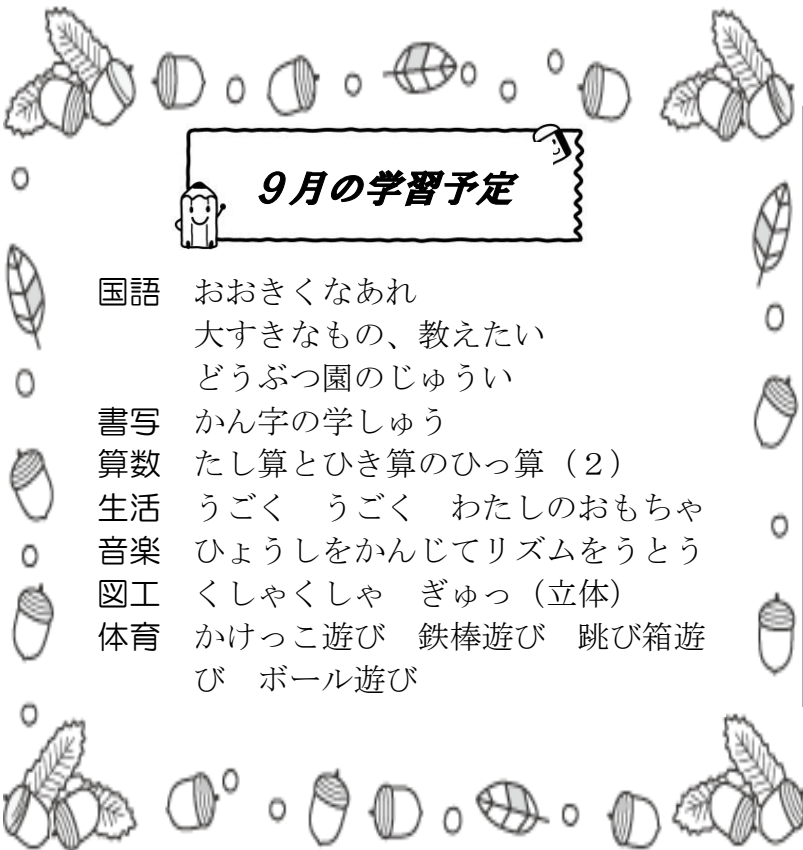 ９月の学習予定
国語　おおきくなあれ
大すきなもの、教えたい
どうぶつ園のじゅうい
書写　かん字の学しゅう
算数　たし算とひき算のひっ算（２）
生活　うごく　うごく　わたしのおもちゃ
音楽　ひょうしをかんじてリズムをうとう
図工　くしゃくしゃ　ぎゅっ（立体）
体育　かけっこ遊び　鉄棒遊び　跳び箱遊
び　ボール遊び